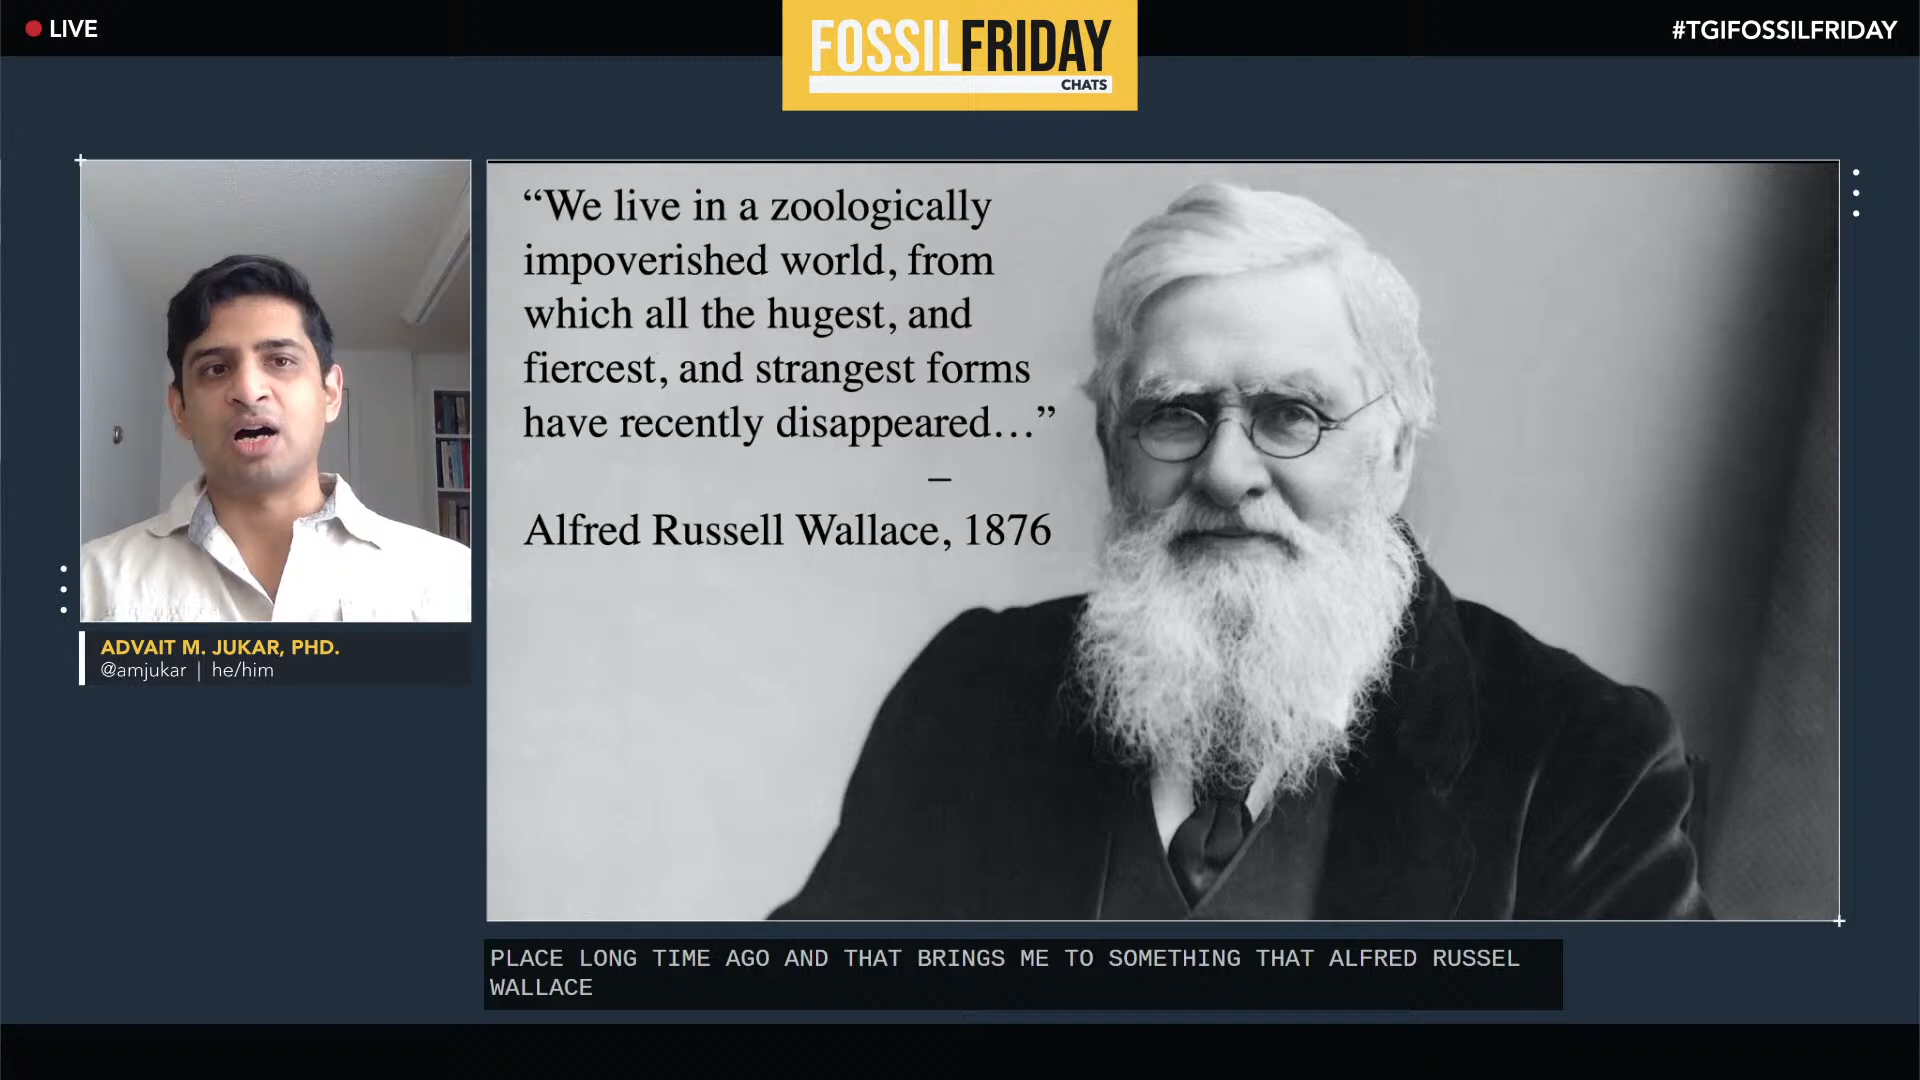 LIVE
FOSSILFRIDAY
CHATS
#TGIFOSSILFRIDAY
“We live in a zoologically
impoverished world, from
which all the hugest, and
fiercest, and strangest forms
have recently disappeared…”
–
Alfred Russell Wallace, 1876
ADVAIT M. JUKAR, PHD.
@amjukar | he/him
PLACE LONG TIME AGO AND THAT BRINGS ME TO SOMETHING THAT ALFRED RUSSEL
WALLACE